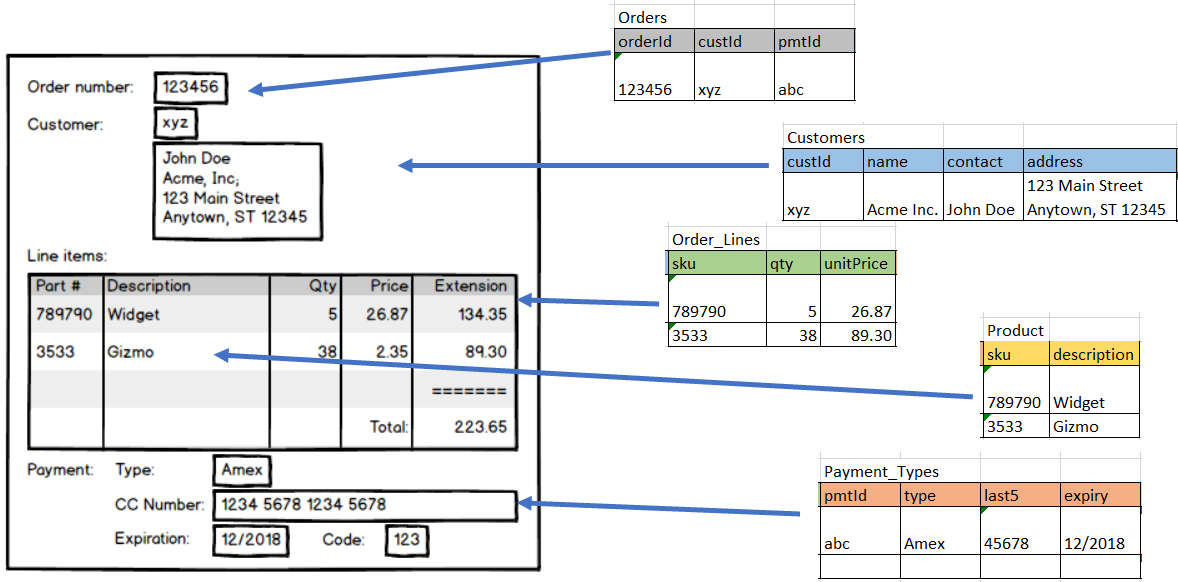 Orders
orderId custId pmtId
123456 xyz abc
Order number: 123456
Customer: xyz
John Doe
Acme, Inc;
123 Main Street
Anytown, ST 12345
Customers
custId name contact address
xyz Acme Inc. John Doe 123 Main Street
Anytown, ST 12345
Line items:
Part # Description Qty Price Extension
789790 Widget 5 26.87 134.35
3533 Gizmo 38 2.35 89.30
=======
Total: 223.65
Order_Lines
sku qty unitPrice
789790 5 26.87
3533 38 89.30
Product
sku description
789790 Widget
3533 Gizmo
Payment: Type: Amex
CC Number: 1234 5678 1234 5678
Expiration: 12/2018 Code: 123
Payment_Types
pmtId type last5 expiry
abc Amex 45678 12/2018